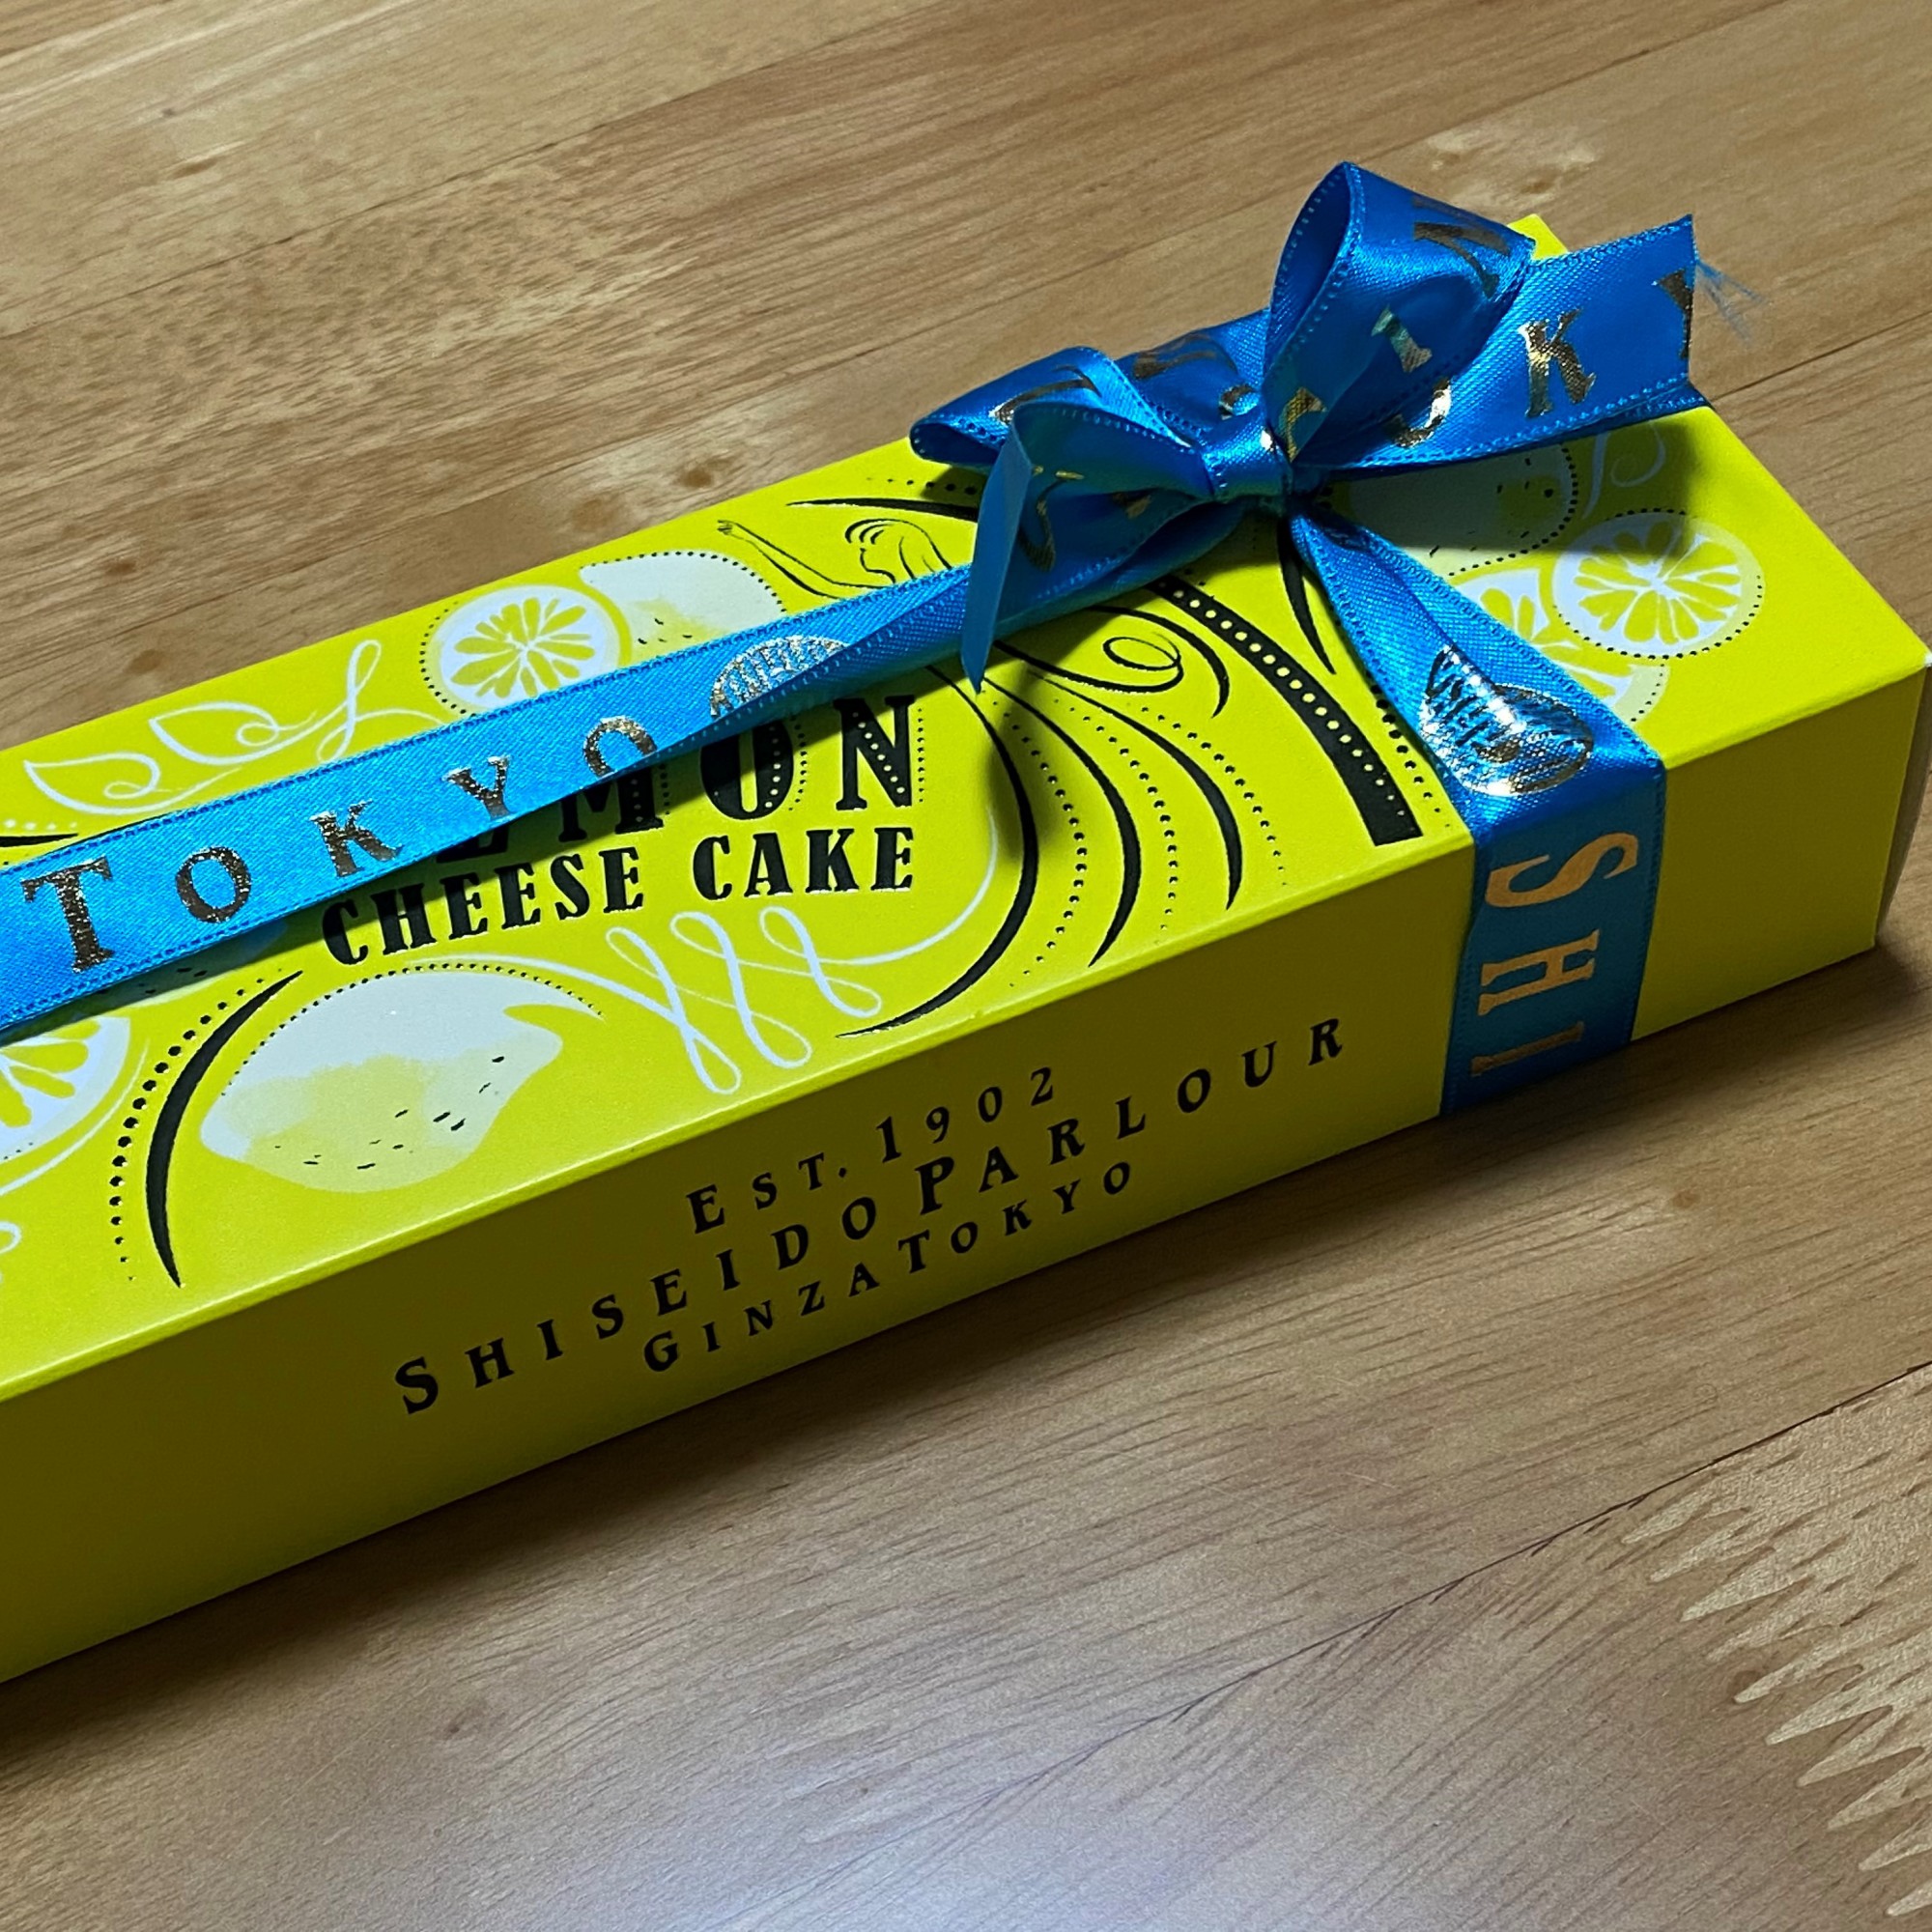 TOKYO
LEMON
CHEESE CAKE
EST. 1902
SHISEIDO PARLOUR
GINZA TOKYO
SHI